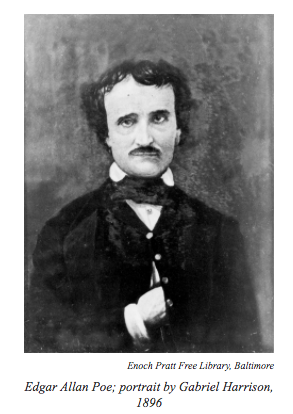 Enoch Pratt Free Library, Baltimore
Edgar Allan Poe; portrait by Gabriel Harrison,
1896